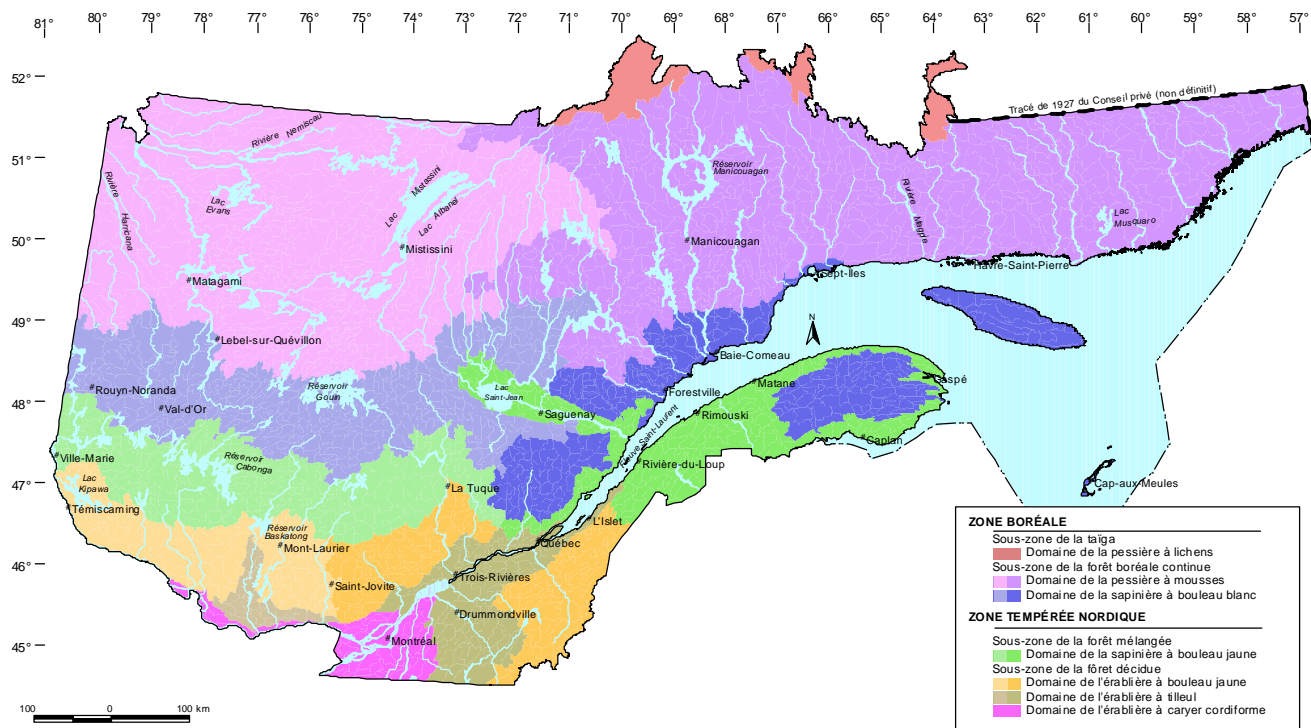 81° 80° 79° 78° 77° 76° 75° 74° 73° 72° 71° 70° 69° 68° 67° 66° 65° 64° 63° 62° 61° 60° 59° 58° 57°
52°
Tracé de 1927 du Conseil privé (non définitif)
Rivière Nemiscau
51°
Rivière Harricana
Lac Mistassini
Lac Albanel
Réservoir
Manicouagan
Lac
Evans
Rivière Magpie
Lac
Musquaro
50°
#Mistissini
#Manicouagan
#Matagami
#Sept-Iles
#Havre-Saint-Pierre
49°
N
#Lebel-sur-Quévillon
#Baie-Comeau
#Rouyn-Noranda
Réservoir
Gouin
Lac
Saint-Jean
#Forestville
#Matane
#Gaspé
48°
#Val-d'Or
#Saguenay
Fleuve Saint-Laurent
#Rimouski
#Caplan
#Ville-Marie
Réservoir
Cabonga
#Rivière-du-Loup
47°
Lac
Kipawa
#La Tuque
#Cap-aux-Meules
#Témiscaming
Réservoir
Baskatong
#L'Islet
#Mont-Laurier
#Québec
46°
#Saint-Jovite
#Trois-Rivières
#Drummondville
45°
#Montréal
100 0 100 km
ZONE BORÉALE
Sous-zone de la taïga
Domaine de la pessière à lichens
Sous-zone de la forêt boréale continue
Domaine de la pessière à mousses
Domaine de la sapinière à bouleau blanc
ZONE TEMPÉRÉE NORDIQUE
Sous-zone de la forêt mélangée
Domaine de la sapinière à bouleau jaune
Sous-zone de la fôret décidue
Domaine de l'érablière à bouleau jaune
Domaine de l'érablière à tilleul
Domaine de l'érablière à caryer cordiforme